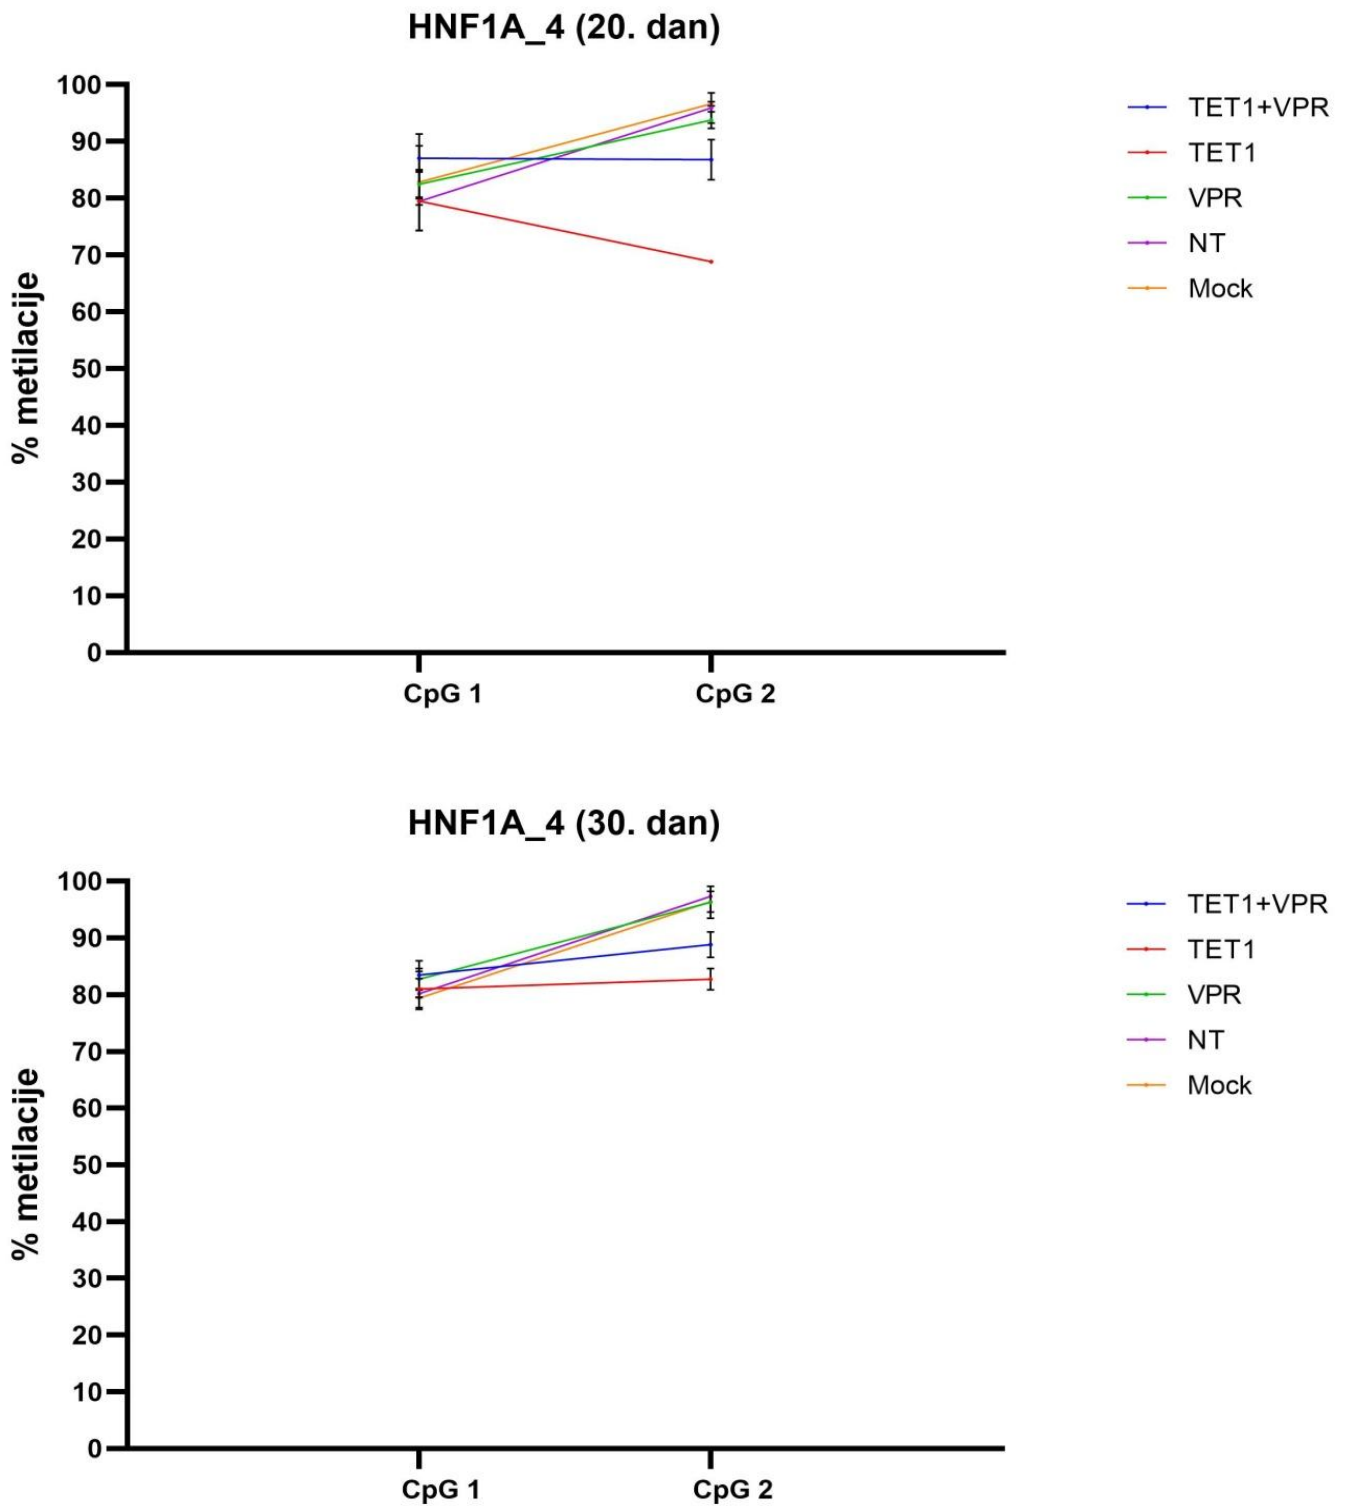 HNF1A_4 (20. dan)
% metilacije
100
90
80
70
60
50
40
30
20
10
0
CpG 1
CpG 2
TET1+VPR
TET1
VPR
NT
Mock
HNF1A_4 (30. dan)
% metilacije
100
90
80
70
60
50
40
30
20
10
0
CpG 1
CpG 2
TET1+VPR
TET1
VPR
NT
Mock